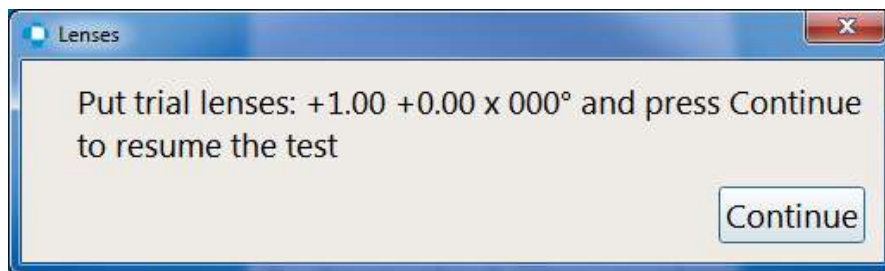 Lenses
Put trial lenses: +1.00 +0.00 x 000° and press Continue
to resume the test
Continue